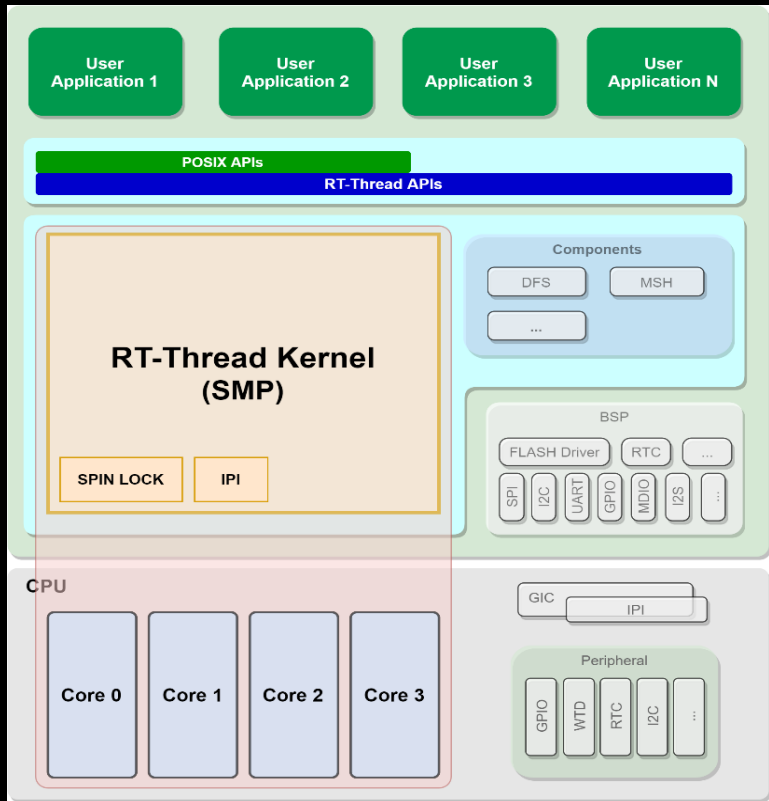 User
Application 1
User
Application 2
User
Application 3
User
Application N
POSIX APIs
RT-Thread APIs
RT-Thread Kernel
(SMP)
SPIN LOCK
IPI
Components
DFS
MSH
...
BSP
FLASH Driver
RTC
...
SPI
I2C
UART
GPIO
MDIO
I2S
...
CPU
Core 0
Core 1
Core 2
Core 3
GIC
IPI
Peripheral
GPIO
WTD
RTC
I2C
...